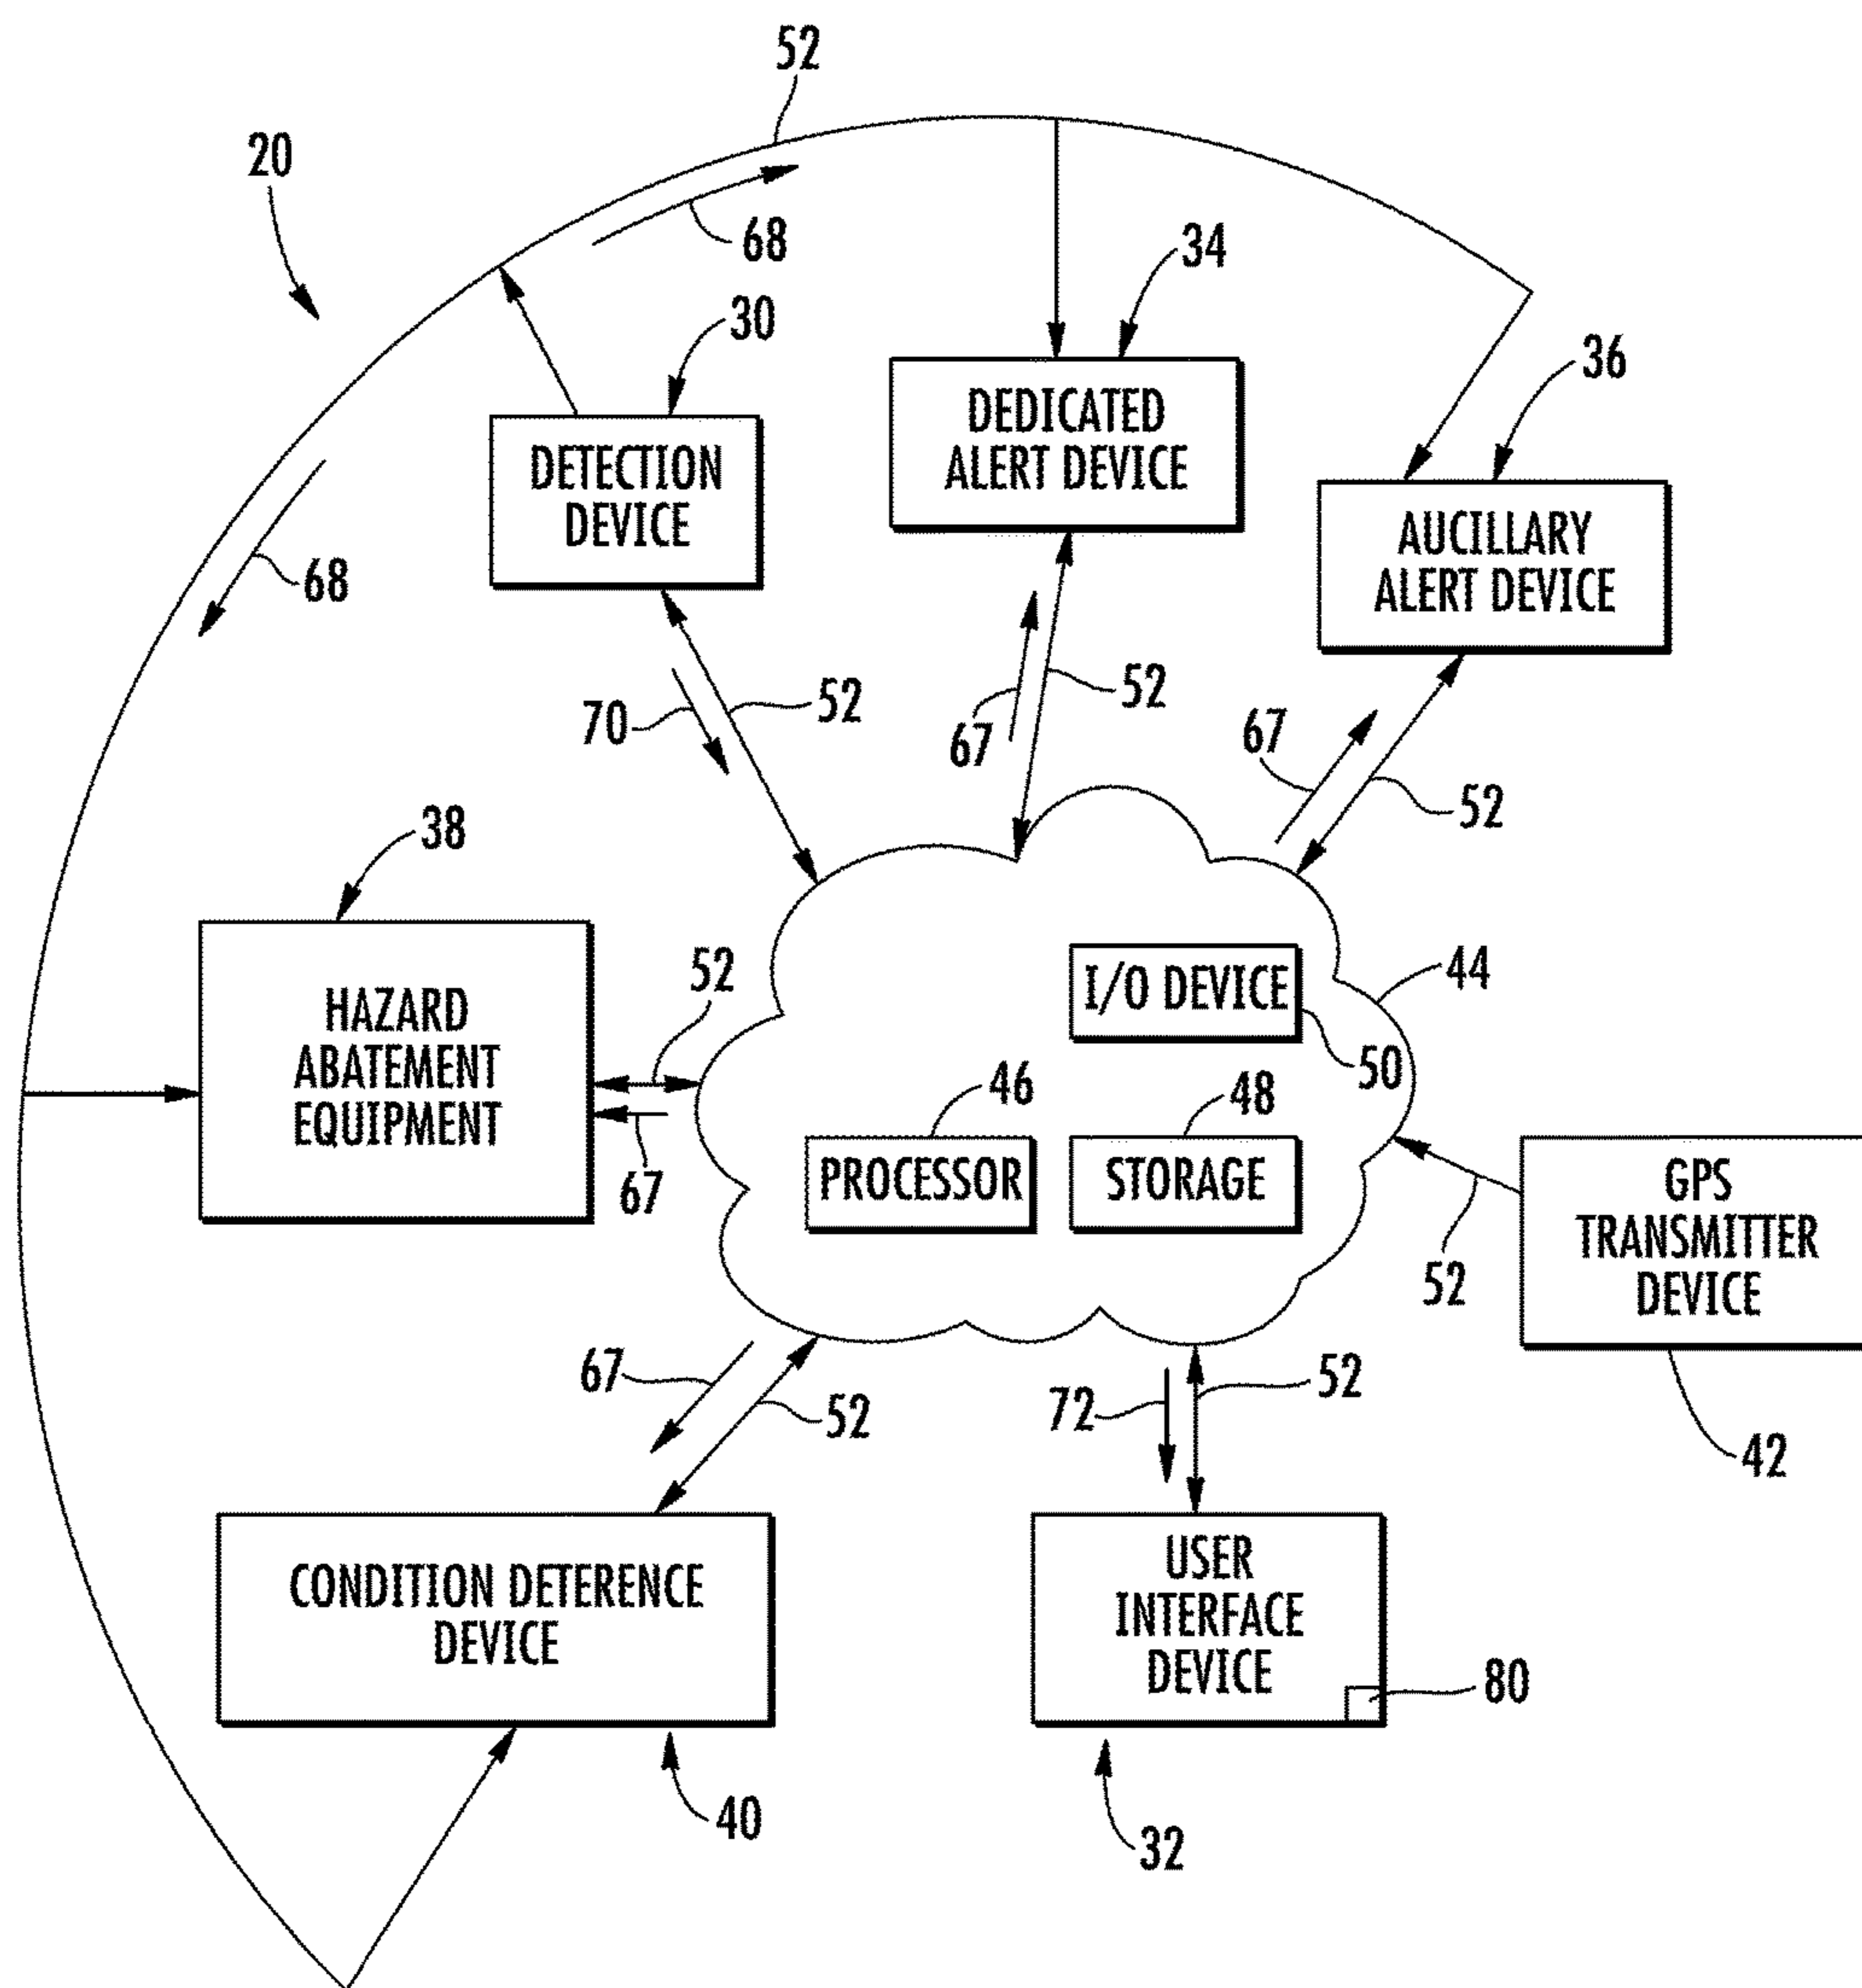 52
20
68
34
30
36
DEDICATED
ALERT DEVICE
DETECTION
DEVICE
AUCILLARY
ALERT DEVICE
68
70
52
67
52
67
52
38
44
HAZARD
ABATEMENT
EQUIPMENT
52
67
I/O DEVICE
50
46
48
PROCESSOR
STORAGE
GPS
TRANSMITTER
DEVICE
52
42
67
52
72
52
CONDITION DETERENCE
DEVICE
USER
INTERFACE
DEVICE
80
40
32